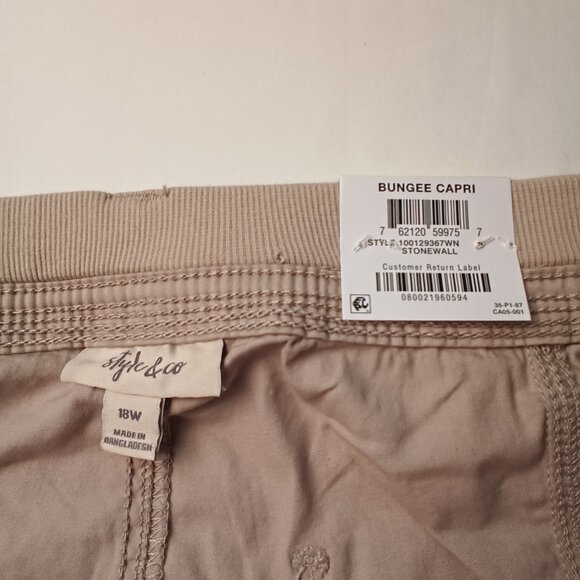 BUNGEE CAPRI
7 62120 59975 7
STYLE 100129367WN
STONEWALL
Customer Return Label
080021960594
35-P1-87
CA05-001
style&co
18W
MADE IN
BANGLADESH